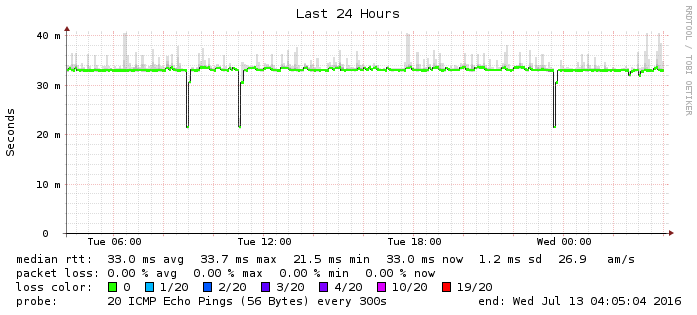 Last 24 Hours
RRDTOOL / TOBI OETIKER
Seconds
40 m
30 m
20 m
10 m
0
Tue 06:00 Tue 12:00 Tue 18:00 Wed 00:00
median rtt: 33.0 ms avg 33.7 ms max 21.5 ms min 33.0 ms now 1.2 ms sd 26.9 am/s
packet loss: 0.00 % avg 0.00 % max 0.00 % min 0.00 % now
loss color: 0 1/20 2/20 3/20 4/20 10/20 19/20
probe: 20 ICMP Echo Pings (56 Bytes) every 300s end: Wed Jul 13 04:05:04 2016